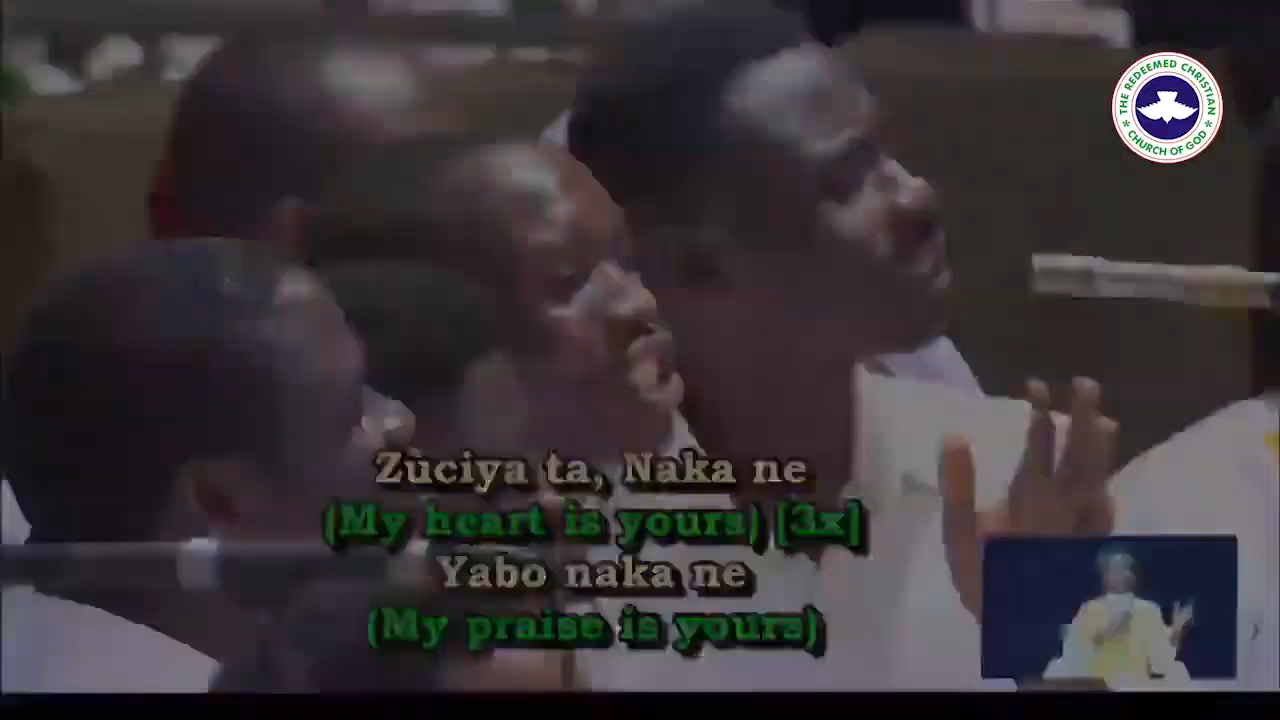 THE REDEEMED CHRISTIAN
CHURCH OF GOD
Zuciya ta, Naka ne
(My heart is yours) [3x]
Yabo naka ne
(My praise is yours)